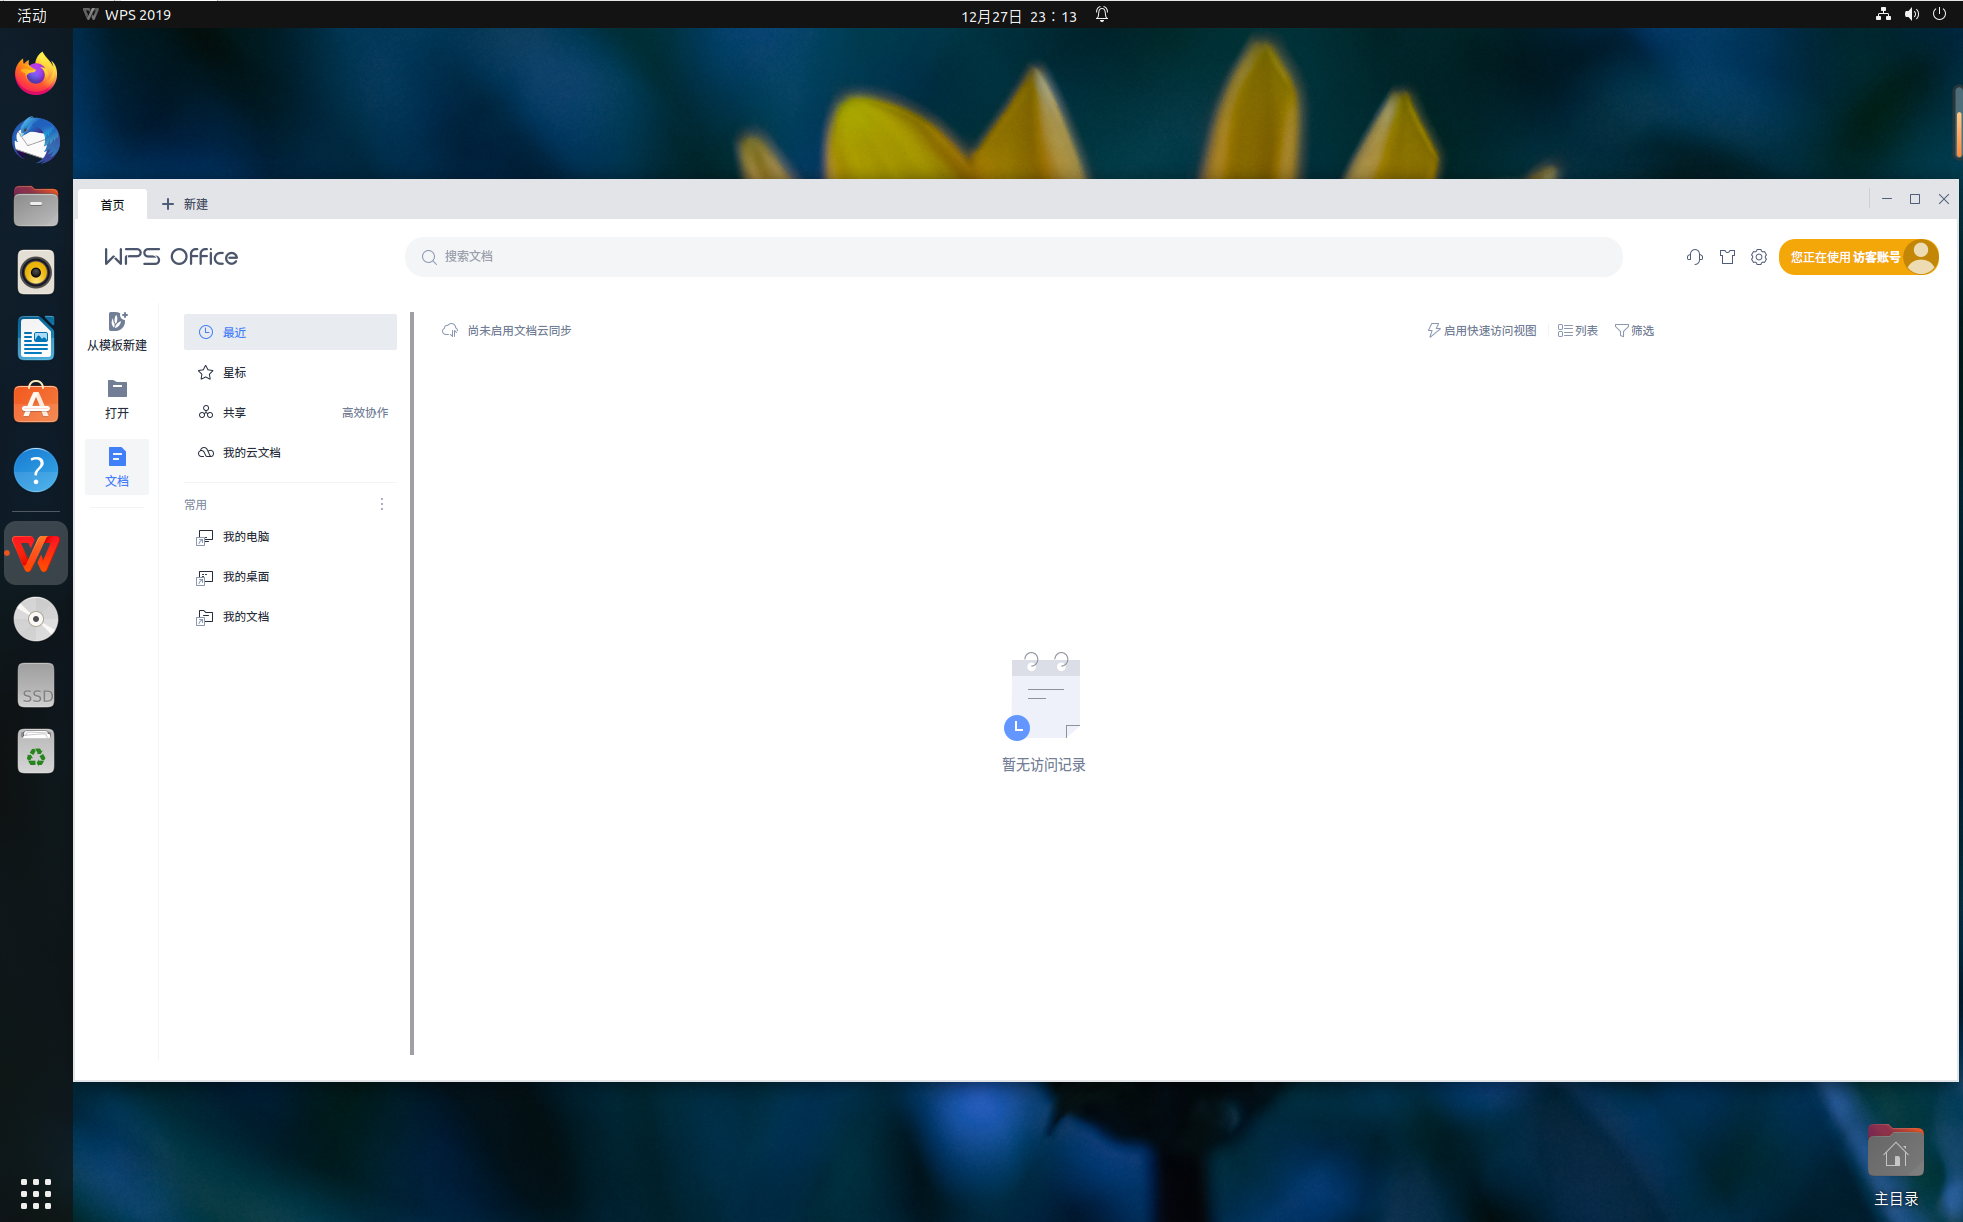 活动
WPS 2019
12月27日 23：13
首页
新建
WPS Office
搜索文档
您正在使用 访客账号
从模板新建
打开
文档
最近
星标
共享
高效协作
我的云文档
常用
我的电脑
我的桌面
我的文档
尚未启用文档云同步
启用快速访问视图
列表
筛选
暂无访问记录
SSD
主目录